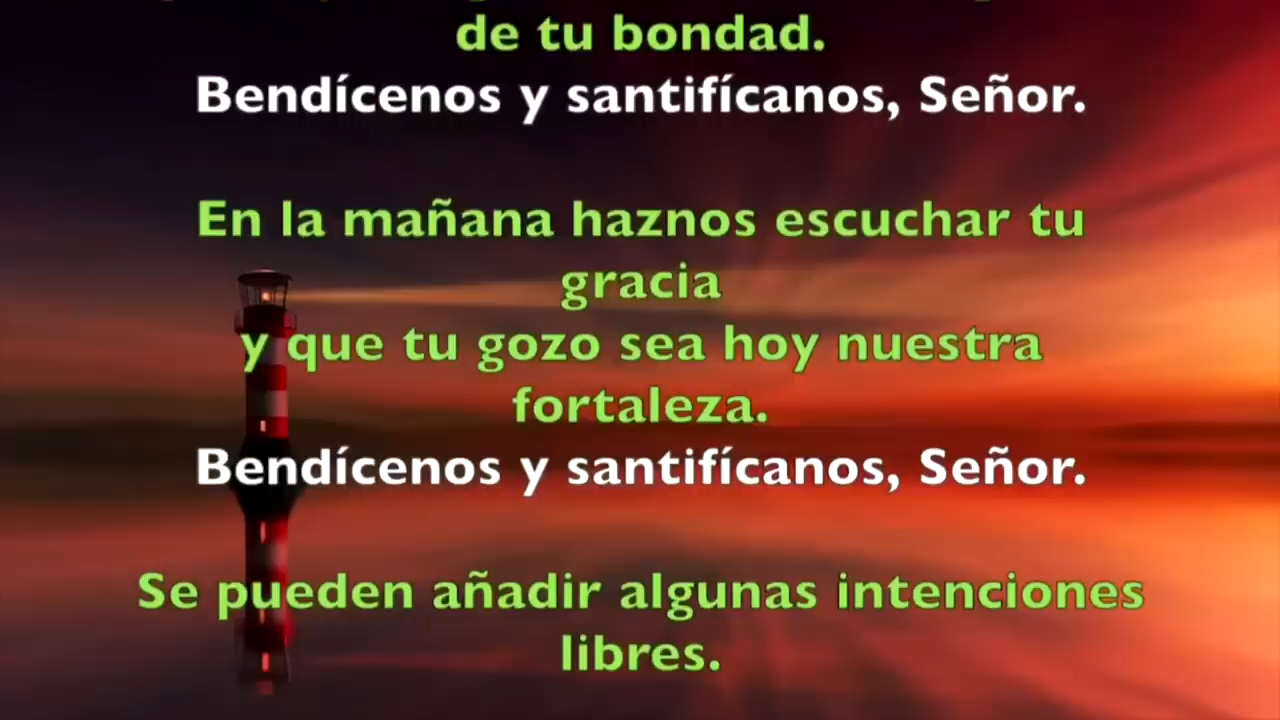 de tu bondad.
Bendícenos y santifícanos, Señor.
En la mañana haznos escuchar tu
gracia
y que tu gozo sea hoy nuestra
fortaleza.
Bendícenos y santifícanos, Señor.
Se pueden añadir algunas intenciones
libres.